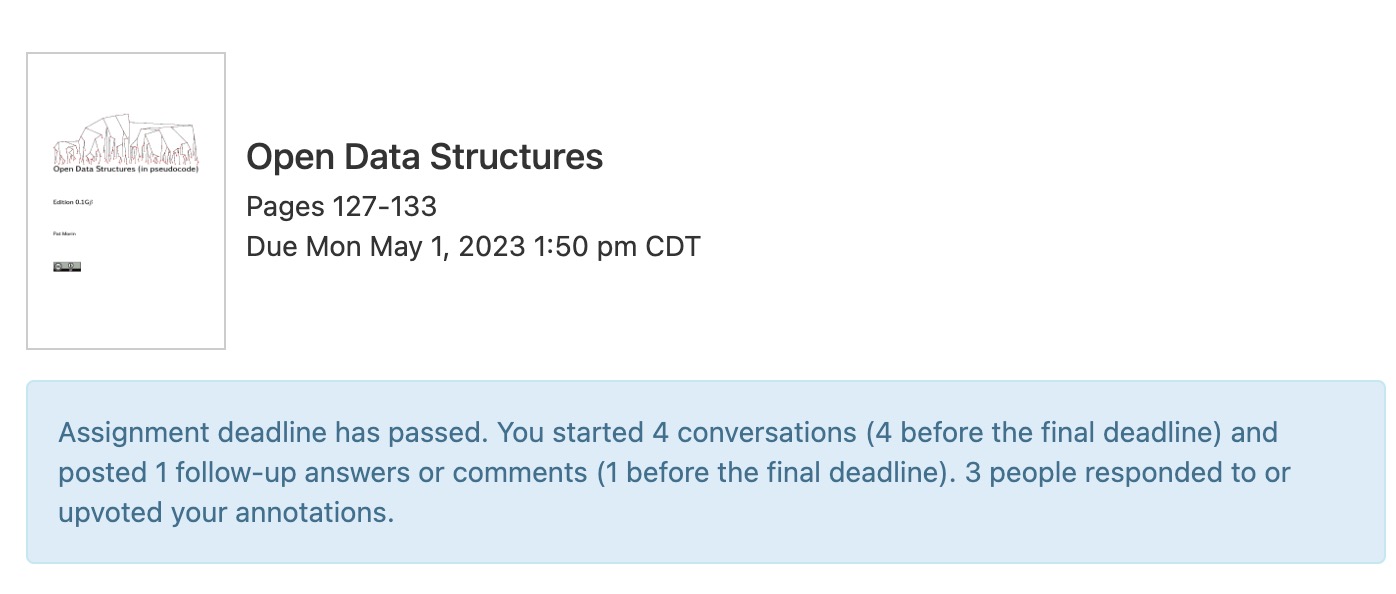 Open Data Structures (in pseudocode)
Edition 0.1Gβ
Pat Morin
Open Data Structures
Pages 127-133
Due Mon May 1, 2023 1:50 pm CDT
Assignment deadline has passed. You started 4 conversations (4 before the final deadline) and
posted 1 follow-up answers or comments (1 before the final deadline). 3 people responded to or
upvoted your annotations.